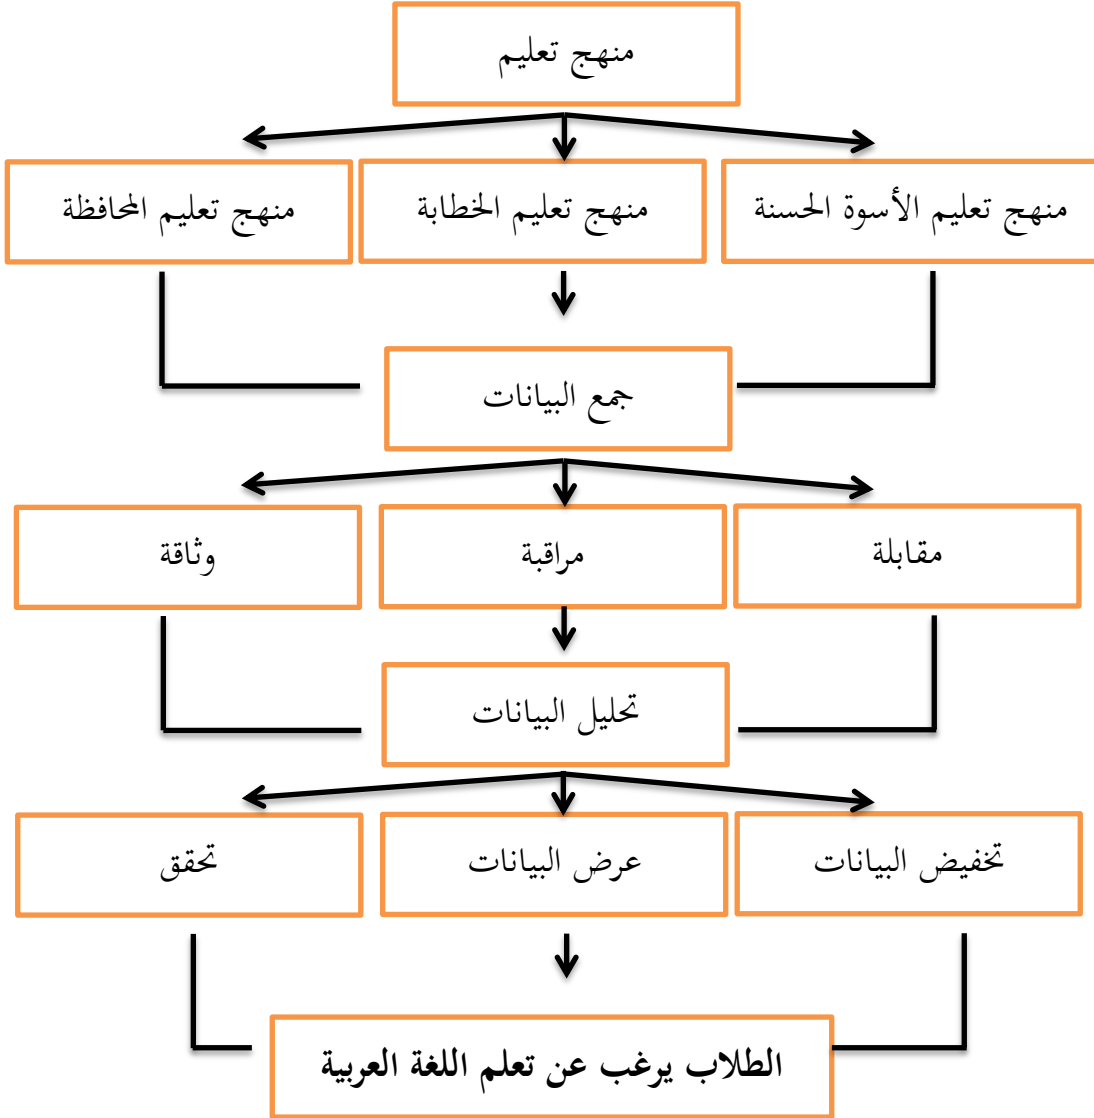 منهج تعليم
منهج تعليم الأسوة الحسنة
منهج تعليم الخطابة
منهج تعليم المحافظة
جمع البيانات
مقابلة
مراقبة
وثاقة
تحليل البيانات
تخفيض البيانات
عرض البيانات
تحقق
الطلاب يرغب عن تعلم اللغة العربية